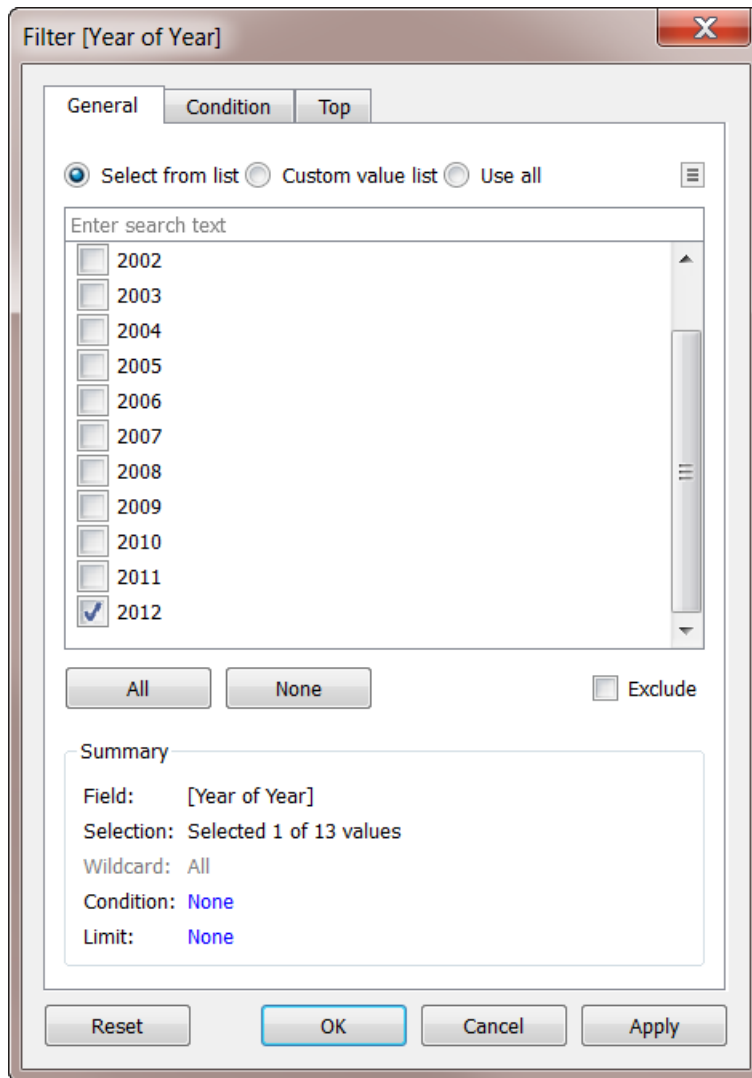 Filter [Year of Year]
General Condition Top
Select from list Custom value list Use all
Enter search text
2002
2003
2004
2005
2006
2007
2008
2009
2010
2011
2012
All None Exclude
Summary
Field: [Year of Year]
Selection: Selected 1 of 13 values
Wildcard: All
Condition: None
Limit: None
Reset OK Cancel Apply